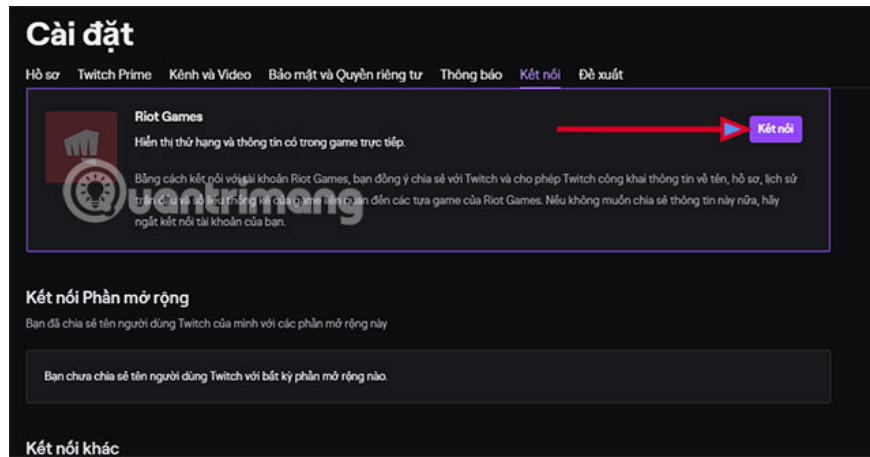 Cài đặt
Hồ sơ Twitch Prime Kênh và Video Bảo mật và Quyền riêng tư Thông báo Kết nối Đề xuất
Riot Games
Kết nối
Hiển thị thứ hạng và thông tin có trong game trực tiếp.
Bằng cách kết nối với tài khoản Riot Games, bạn đồng ý chia sẻ với Twitch và cho phép Twitch công khai thông tin về tên, hồ sơ, lịch sử
trận đấu và số liệu thống kê của game liên quan đến các tựa game của Riot Games. Nếu không muốn chia sẻ thông tin này nữa, hãy
ngắt kết nối tài khoản của bạn.
Quantrimang
Kết nối Phần mở rộng
Bạn đã chia sẻ tên người dùng Twitch của mình với các phần mở rộng này
Bạn chưa chia sẻ tên người dùng Twitch với bất kỳ phần mở rộng nào.
Kết nối khác